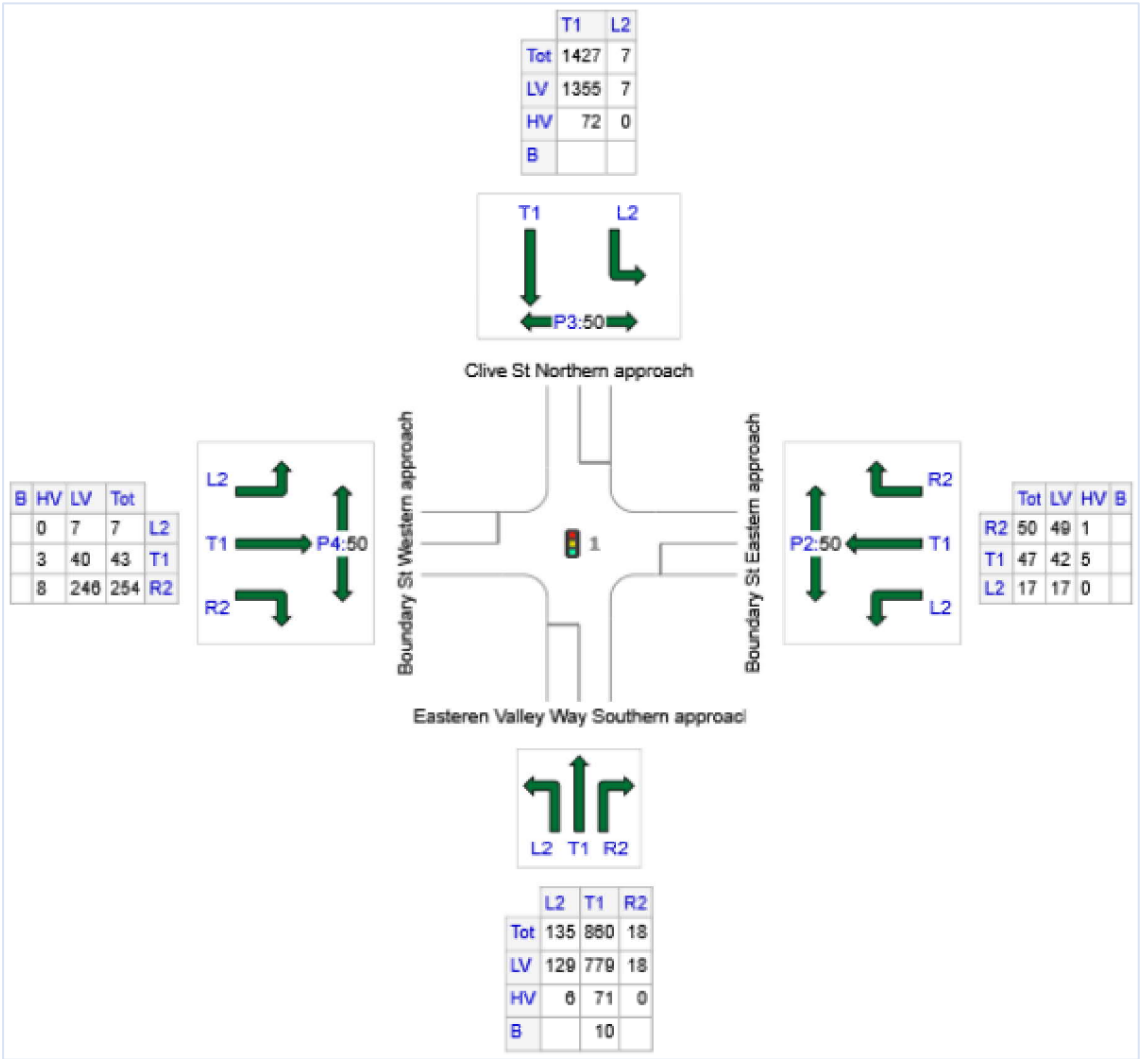 T1 L2
Tot 1427 7
LV 1355 7
HV 72 0
B
T1 L2
P3:50
Clive St Northern approach
B HV LV Tot
0 7 7 L2
3 40 43 T1
8 246 254 R2
L2
T1 P4:50
R2
Boundary St Western approach
1
Boundary St Eastern approach
R2
P2:50 T1
L2
Tot LV HV B
R2 50 49 1
T1 47 42 5
L2 17 17 0
Easteren Valley Way Southern approacl
L2 T1 R2
L2 T1 R2
Tot 135 860 18
LV 129 779 18
HV 6 71 0
B 10